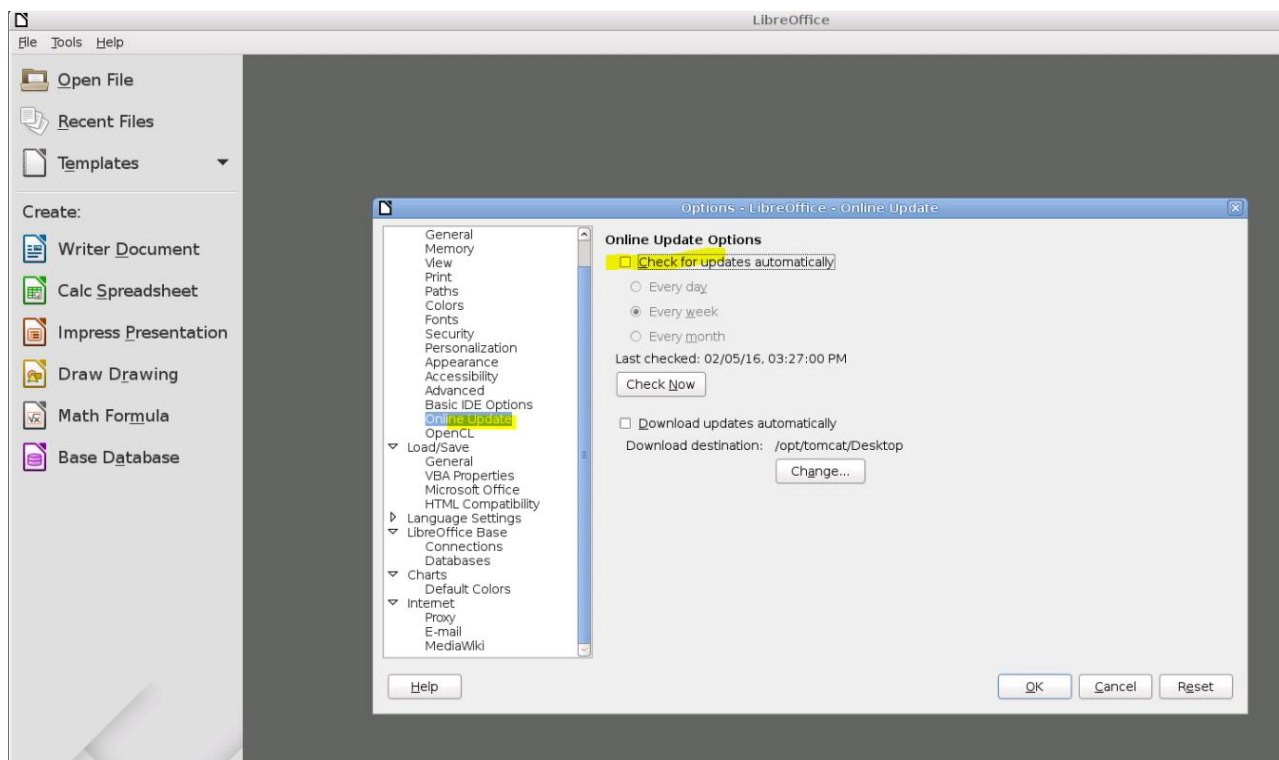 LibreOffice
File Tools Help
Open File
Recent Files
Templates
Create:
Writer Document
Calc Spreadsheet
Impress Presentation
Draw Drawing
Math Formula
Base Database
Options - LibreOffice - Online Update
General
Memory
View
Print
Paths
Colors
Fonts
Security
Personalization
Appearance
Accessibility
Advanced
Basic IDE Options
Online Update
OpenCL
Load/Save
General
VBA Properties
Microsoft Office
HTML Compatibility
Language Settings
LibreOffice Base
Connections
Databases
Charts
Default Colors
Internet
Proxy
E-mail
MediaWiki
Online Update Options
Check for updates automatically
Every day
Every week
Every month
Last checked: 02/05/16, 03:27:00 PM
Check Now
Download updates automatically
Download destination: /opt/tomcat/Desktop
Change...
Help
OK Cancel Reset